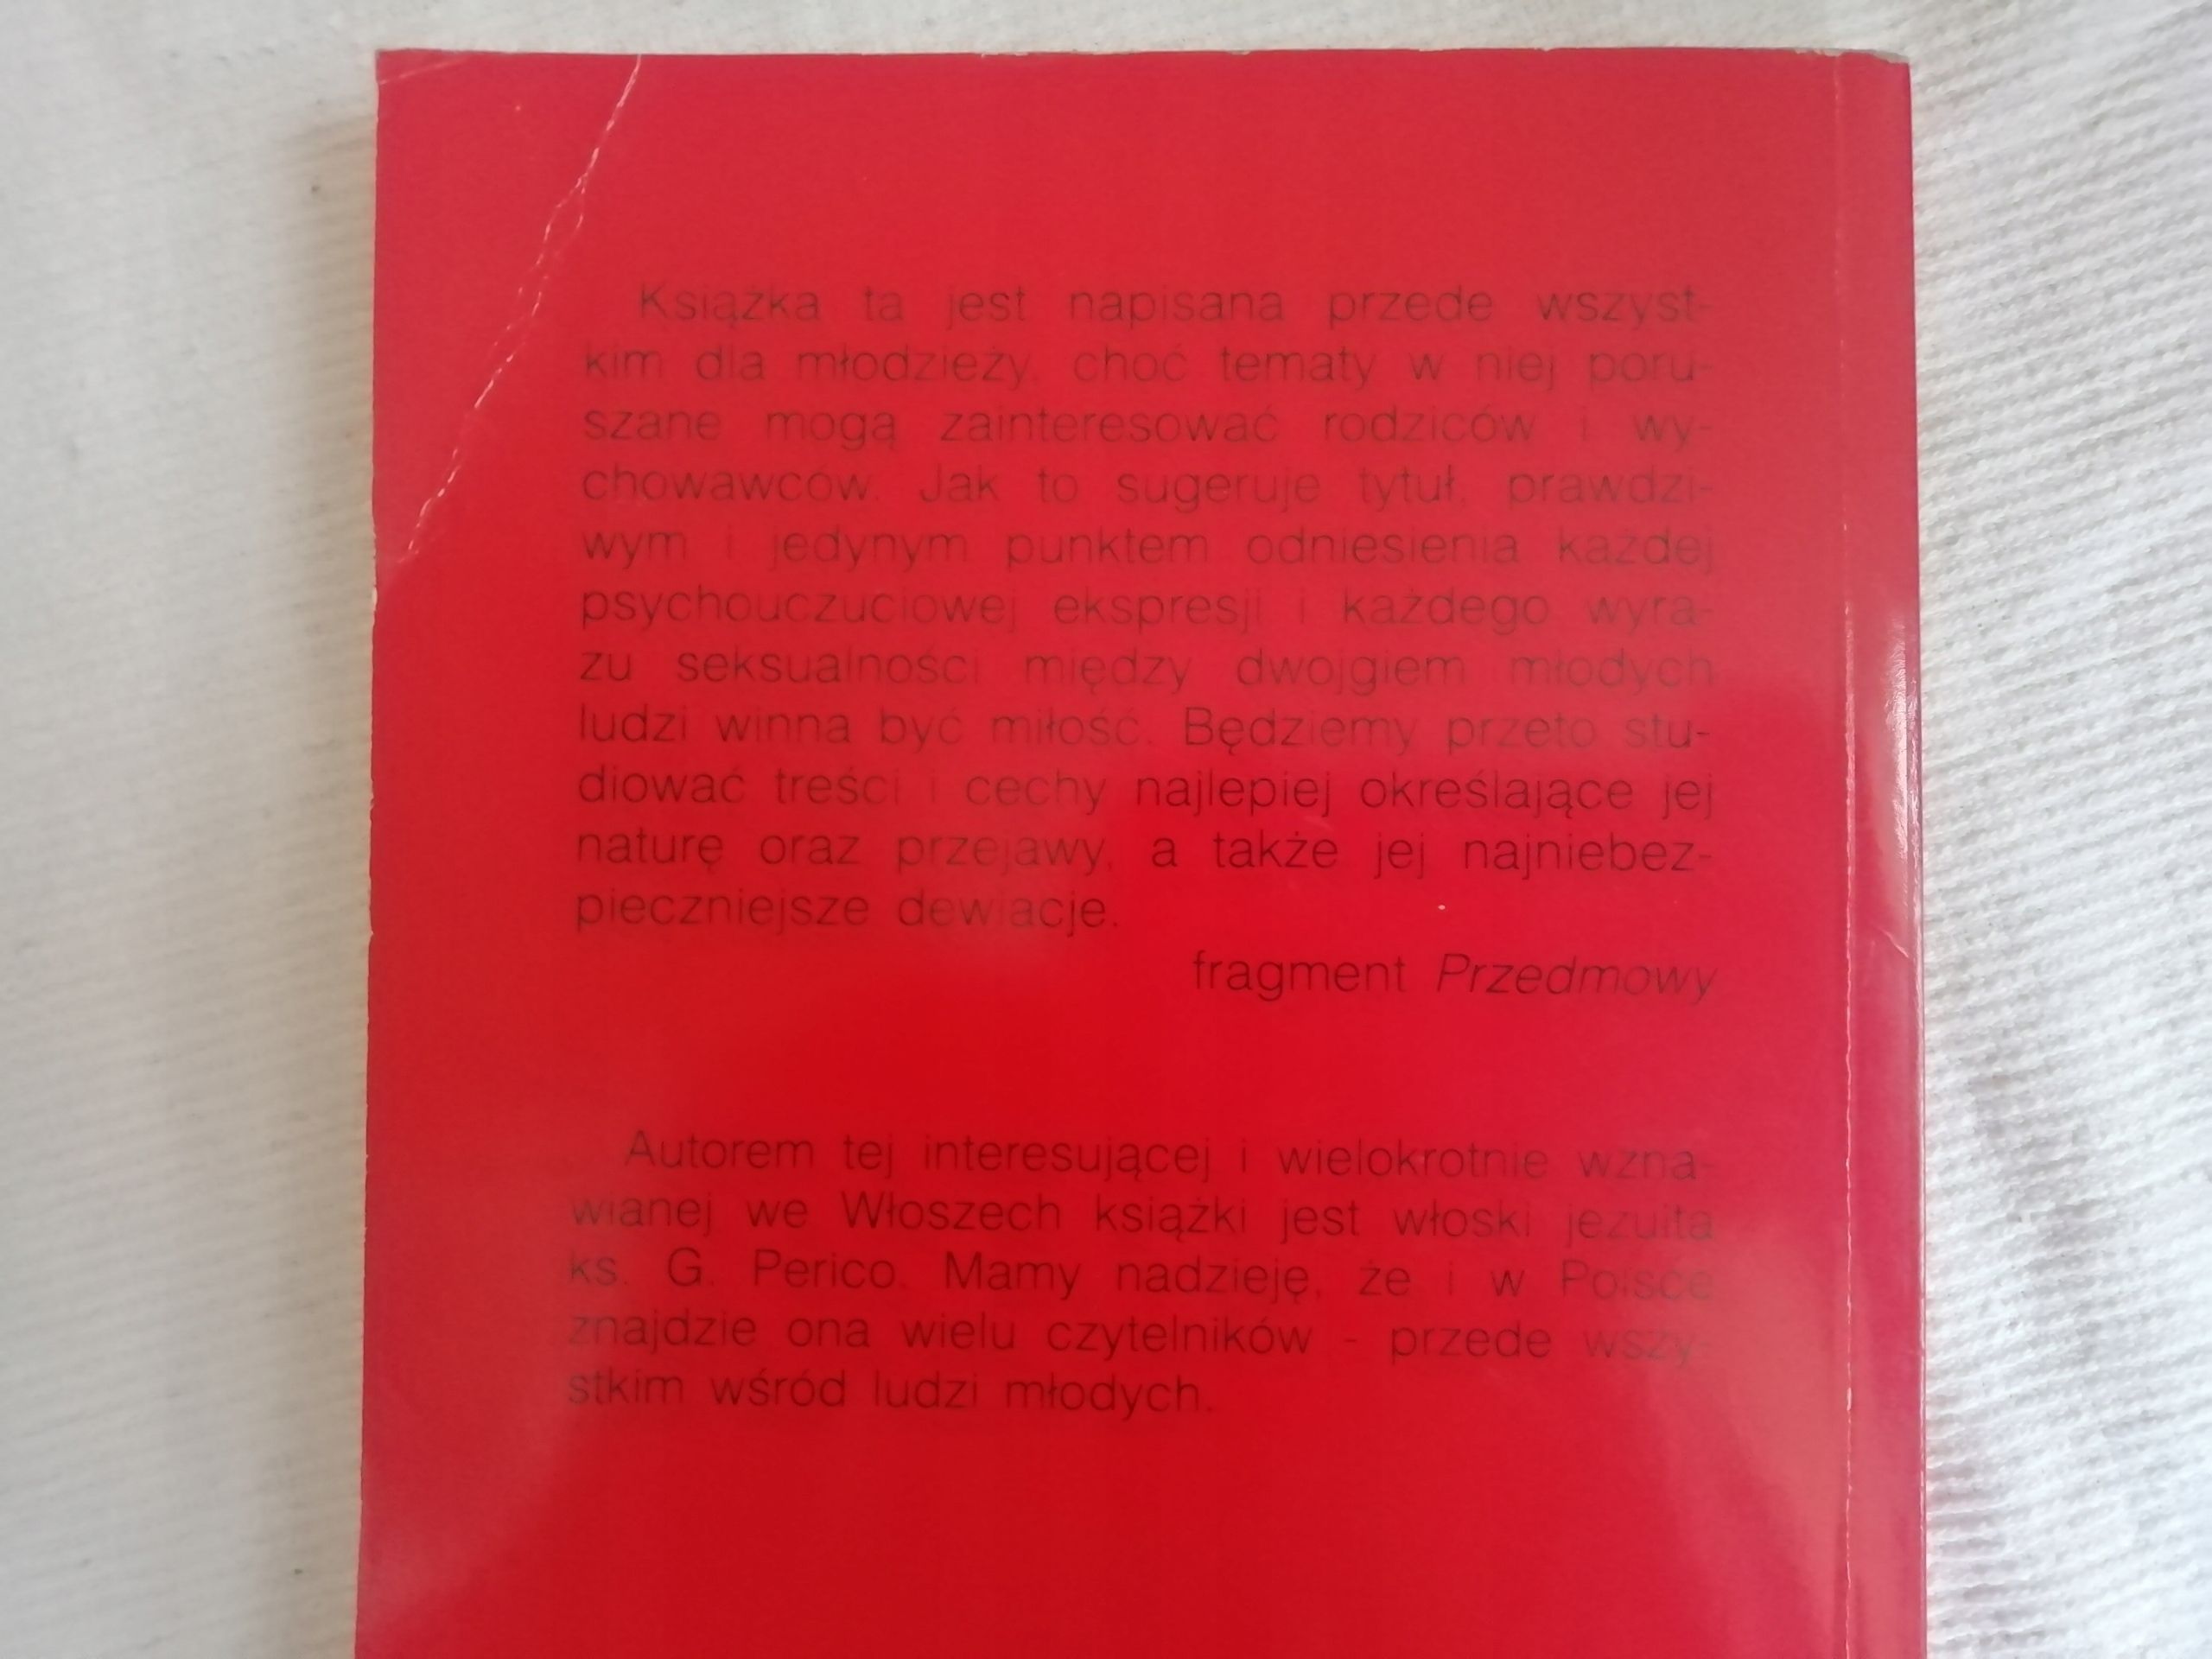 Książka ta jest napisana przede wszyst-
kim dla młodzieży, choć tematy w niej poru-
szane mogą zainteresować rodziców i wy-
chowawców. Jak to sugeruje tytuł, prawdzi-
wym i jedynym punktem odniesienia każdej
psychouczuciowej ekspresji i każdego wyra-
zu seksualności między dwojgiem młodych
ludzi winna być miłość. Będziemy przeto stu-
diować treści i cechy najlepiej określające jej
naturę oraz przejawy, a także jej najniebez-
pieczniejsze dewiacje.
fragment Przedmowy
Autorem tej interesującej i wielokrotnie wzna-
wianej we Włoszech książki jest włoski jezuita
ks. G. Perico. Mamy nadzieję, że i w Polsce
znajdzie ona wielu czytelników - przede wszy-
stkim wśród ludzi młodych.